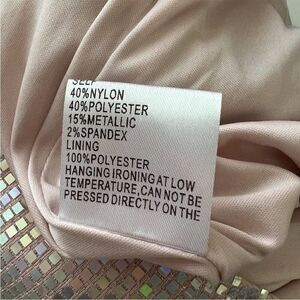 SELF
40%NYLON
40%POLYESTER
15%METALLIC
2%SPANDEX
LINING
100%POLYESTER
HANGING IRONING AT LOW
TEMPERATURE,CAN NOT BE
PRESSED DIRECTLY ON THE